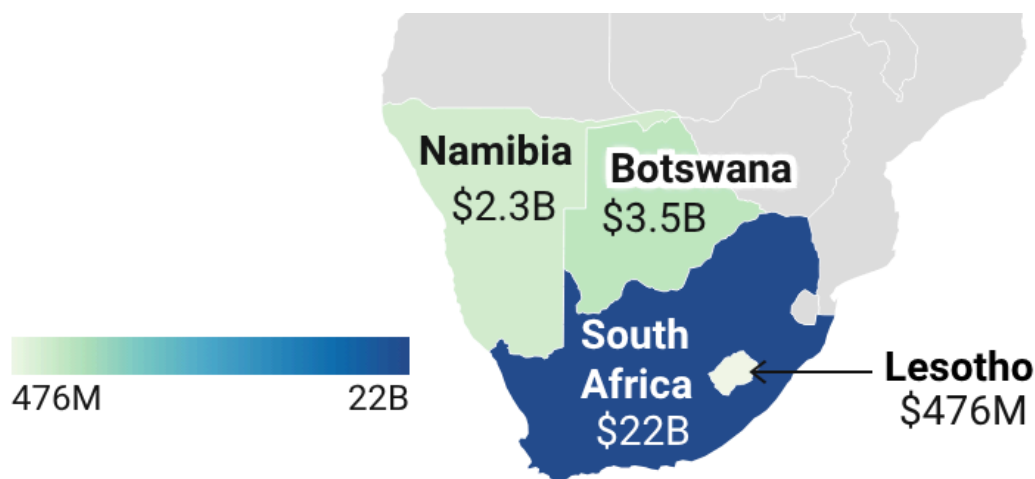 Namibia
$2.3B
Botswana
$3.5B
South
Africa
$22B
Lesotho
$476M
476M
22B